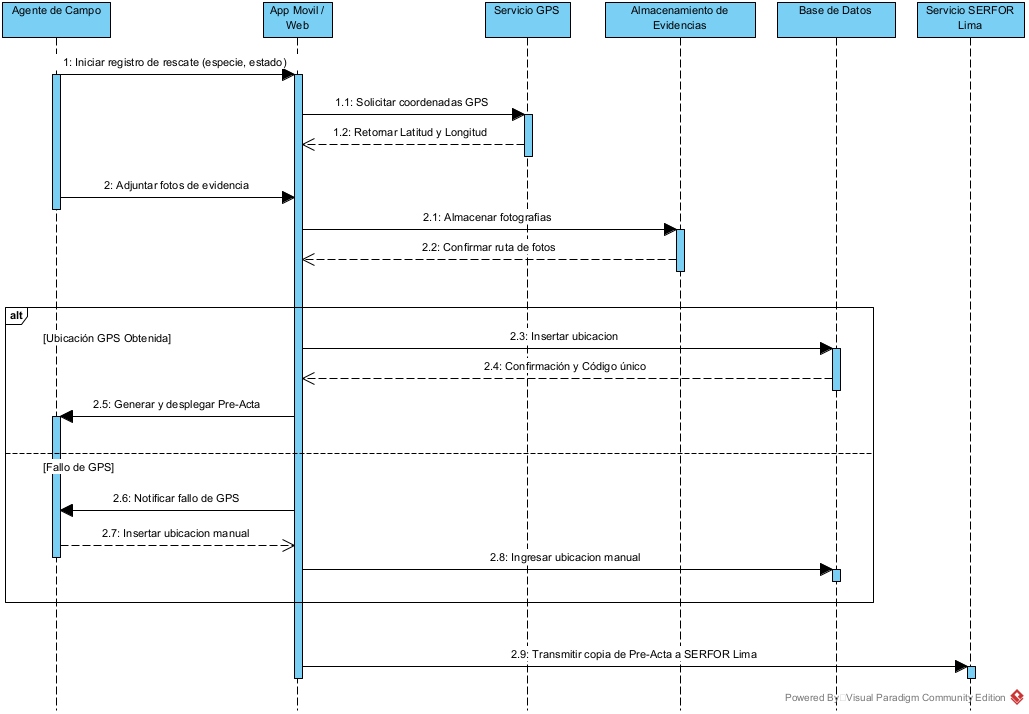 Agente de Campo
App Movil /
Web
Servicio GPS
Almacenamiento de
Evidencias
Base de Datos
Servicio SERFOR
Lima
1: Iniciar registro de rescate (especie, estado)
1.1: Solicitar coordenadas GPS
1.2: Retornar Latitud y Longitud
2: Adjuntar fotos de evidencia
2.1: Almacenar fotografias
2.2: Confirmar ruta de fotos
alt
[Ubicación GPS Obtenida]
2.3: Insertar ubicacion
2.4: Confirmación y Código único
2.5: Generar y desplegar Pre-Acta
[Fallo de GPS]
2.6: Notificar fallo de GPS
2.7: Insertar ubicacion manual
2.8: Ingresar ubicacion manual
2.9: Transmitir copia de Pre-Acta a SERFOR Lima
Powered By Visual Paradigm Community Edition